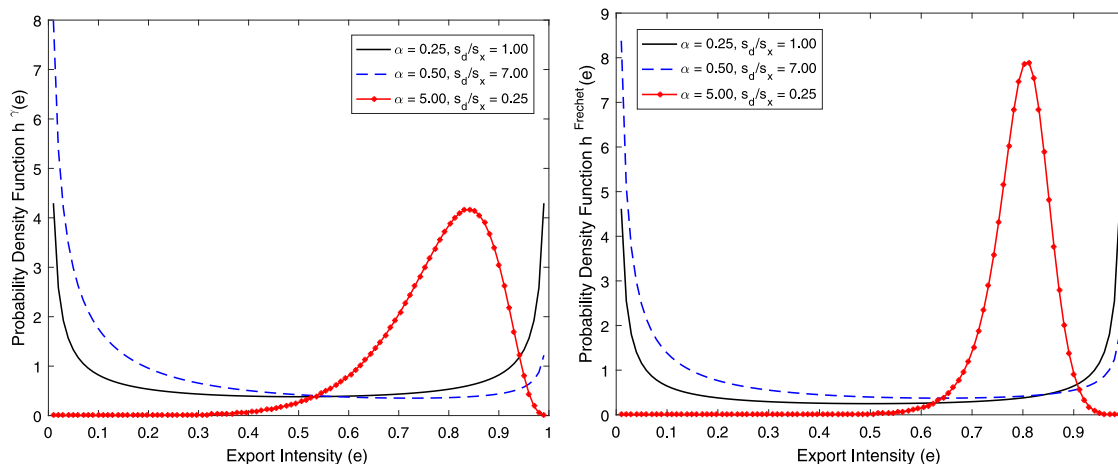 Probability Density Function h^γ(e)
8
7
6
5
4
3
2
1
0
α = 0.25, s_d/s_x = 1.00
α = 0.50, s_d/s_x = 7.00
α = 5.00, s_d/s_x = 0.25
0 0.1 0.2 0.3 0.4 0.5 0.6 0.7 0.8 0.9 1
Export Intensity (e)
Probability Density Function h^Frechet(e)
9
8
7
6
5
4
3
2
1
0
α = 0.25, s_d/s_x = 1.00
α = 0.50, s_d/s_x = 7.00
α = 5.00, s_d/s_x = 0.25
0 0.1 0.2 0.3 0.4 0.5 0.6 0.7 0.8 0.9
Export Intensity (e)